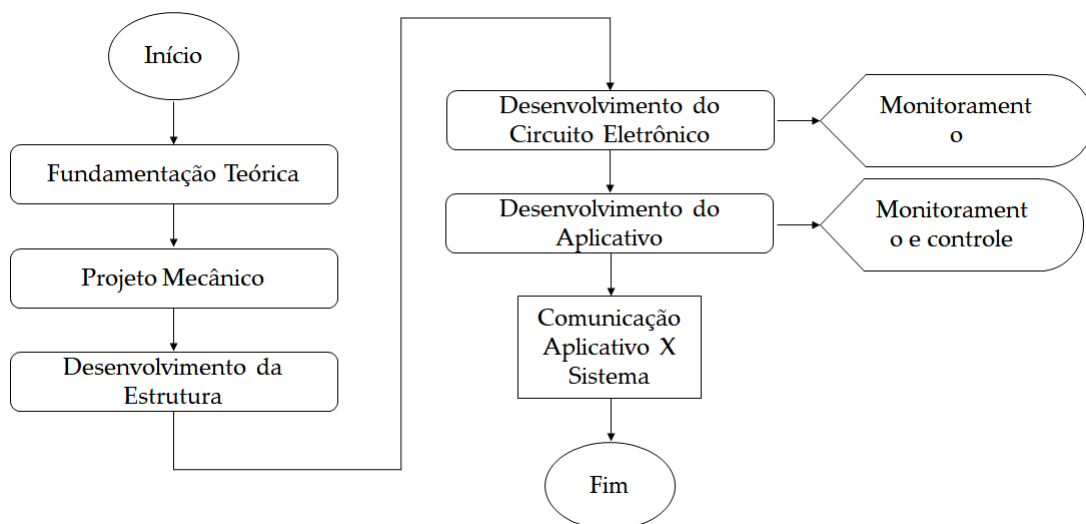 Início
Fundamentação Teórica
Projeto Mecânico
Desenvolvimento da
Estrutura
Desenvolvimento do
Circuito Eletrônico
Monitorament
o
Desenvolvimento do
Aplicativo
Monitorament
o e controle
Comunicação
Aplicativo X
Sistema
Fim